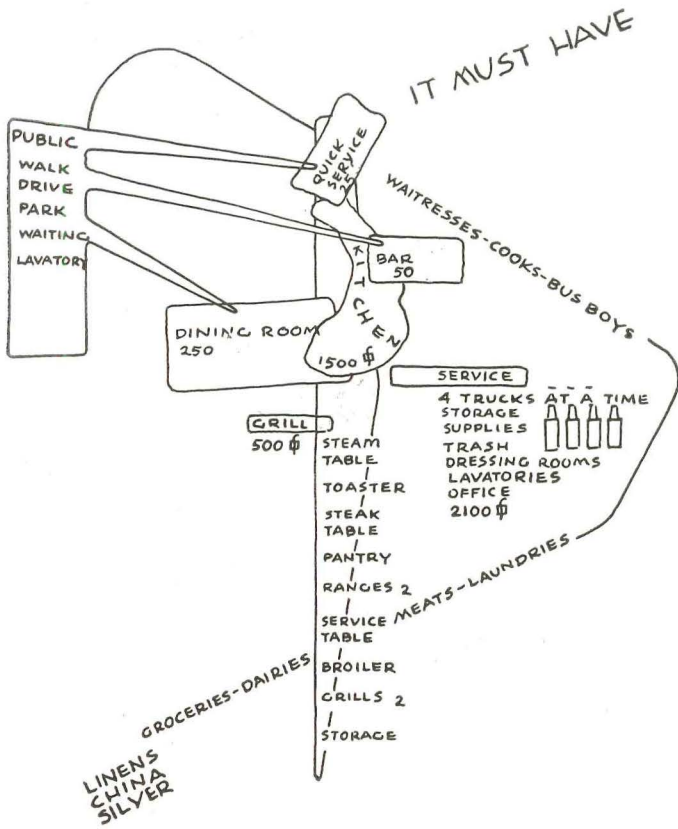 IT MUST HAVE
PUBLIC
WALK
DRIVE
PARK
WAITING
LAVATORY
QUICK
SERVICE
25
WAITRESSES-COOKS-BUS BOYS
BAR
50
KITCHEN
1500 ￠
DINING ROOM
250
SERVICE
4 TRUCKS AT A TIME
STORAGE
SUPPLIES
TRASH
DRESSING ROOMS
LAVATORIES
OFFICE
2100 ￠
GRILL
500 ￠
STEAM
TABLE
TOASTER
STEAK
TABLE
PANTRY
RANGES 2
SERVICE
TABLE
BROILER
GRILLS 2
STORAGE
MEATS-LAUNDRIES
GROCERIES-DAIRIES
LINENS
CHINA
SILVER